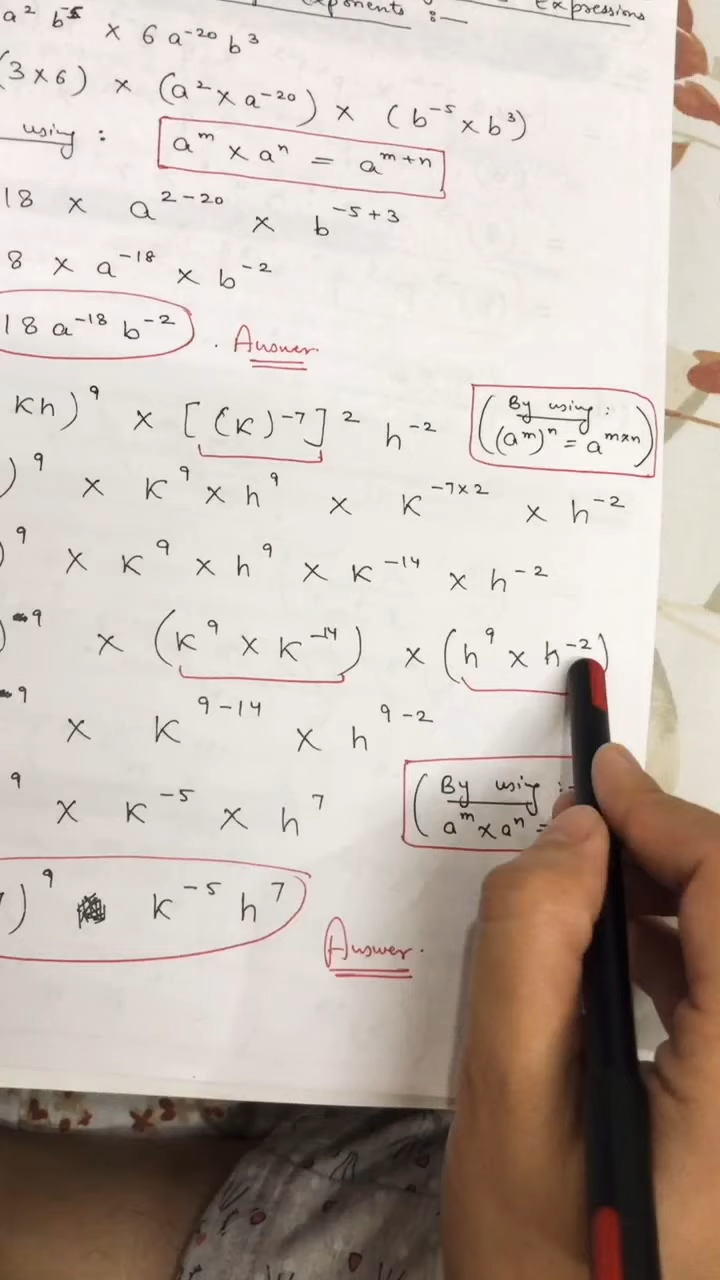 Expressions
a² b⁻⁵ × 6 a⁻²⁰ b³
(3 × 6) × (a² × a⁻²⁰) × (b⁻⁵ × b³)
using : aᵐ × aⁿ = aᵐ⁺ⁿ
18 × a²⁻²⁰ × b⁻⁵⁺³
8 × a⁻¹⁸ × b⁻²
18 a⁻¹⁸ b⁻² . Answer
Kh)⁹ × [(K)⁻⁷]² h⁻² (By using :
(aᵐ)ⁿ = aᵐˣⁿ)
)⁹ × K⁹ × h⁹ × K⁻⁷ˣ² × h⁻²
)⁹ × K⁹ × h⁹ × K⁻¹⁴ × h⁻²
)⁹ × (K⁹ × K⁻¹⁴) × (h⁹ × h⁻²)
⁹ × K⁹⁻¹⁴ × h⁹⁻²
⁹ × K⁻⁵ × h⁷ (By using :-
aᵐ × aⁿ =
)⁹ K⁻⁵ h⁷
Answer.